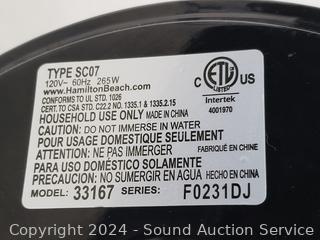 TYPE SC07
120V~ 60Hz 265W
www.HamiltonBeach.com
CONFORMS TO UL STD. 1026
CERT. TO CSA STD. C22.2 NO. 1335.1 & 1335.2.15
HOUSEHOLD USE ONLY MADE IN CHINA
CAUTION: DO NOT IMMERSE IN WATER
POUR USAGE DOMESTIQUE SEULEMENT
ATTENTION: NE PAS IMMERGER FABRIQUÉ EN CHINE
PARA USO DOMÉSTICO SOLAMENTE
PRECAUCIÓN: NO SUMERGIR EN AGUA HECHO EN CHINA
MODEL: 33167 SERIES: F0231DJ
C ETL US
LISTED
Intertek
4001970
Copyright 2024 - Sound Auction Service